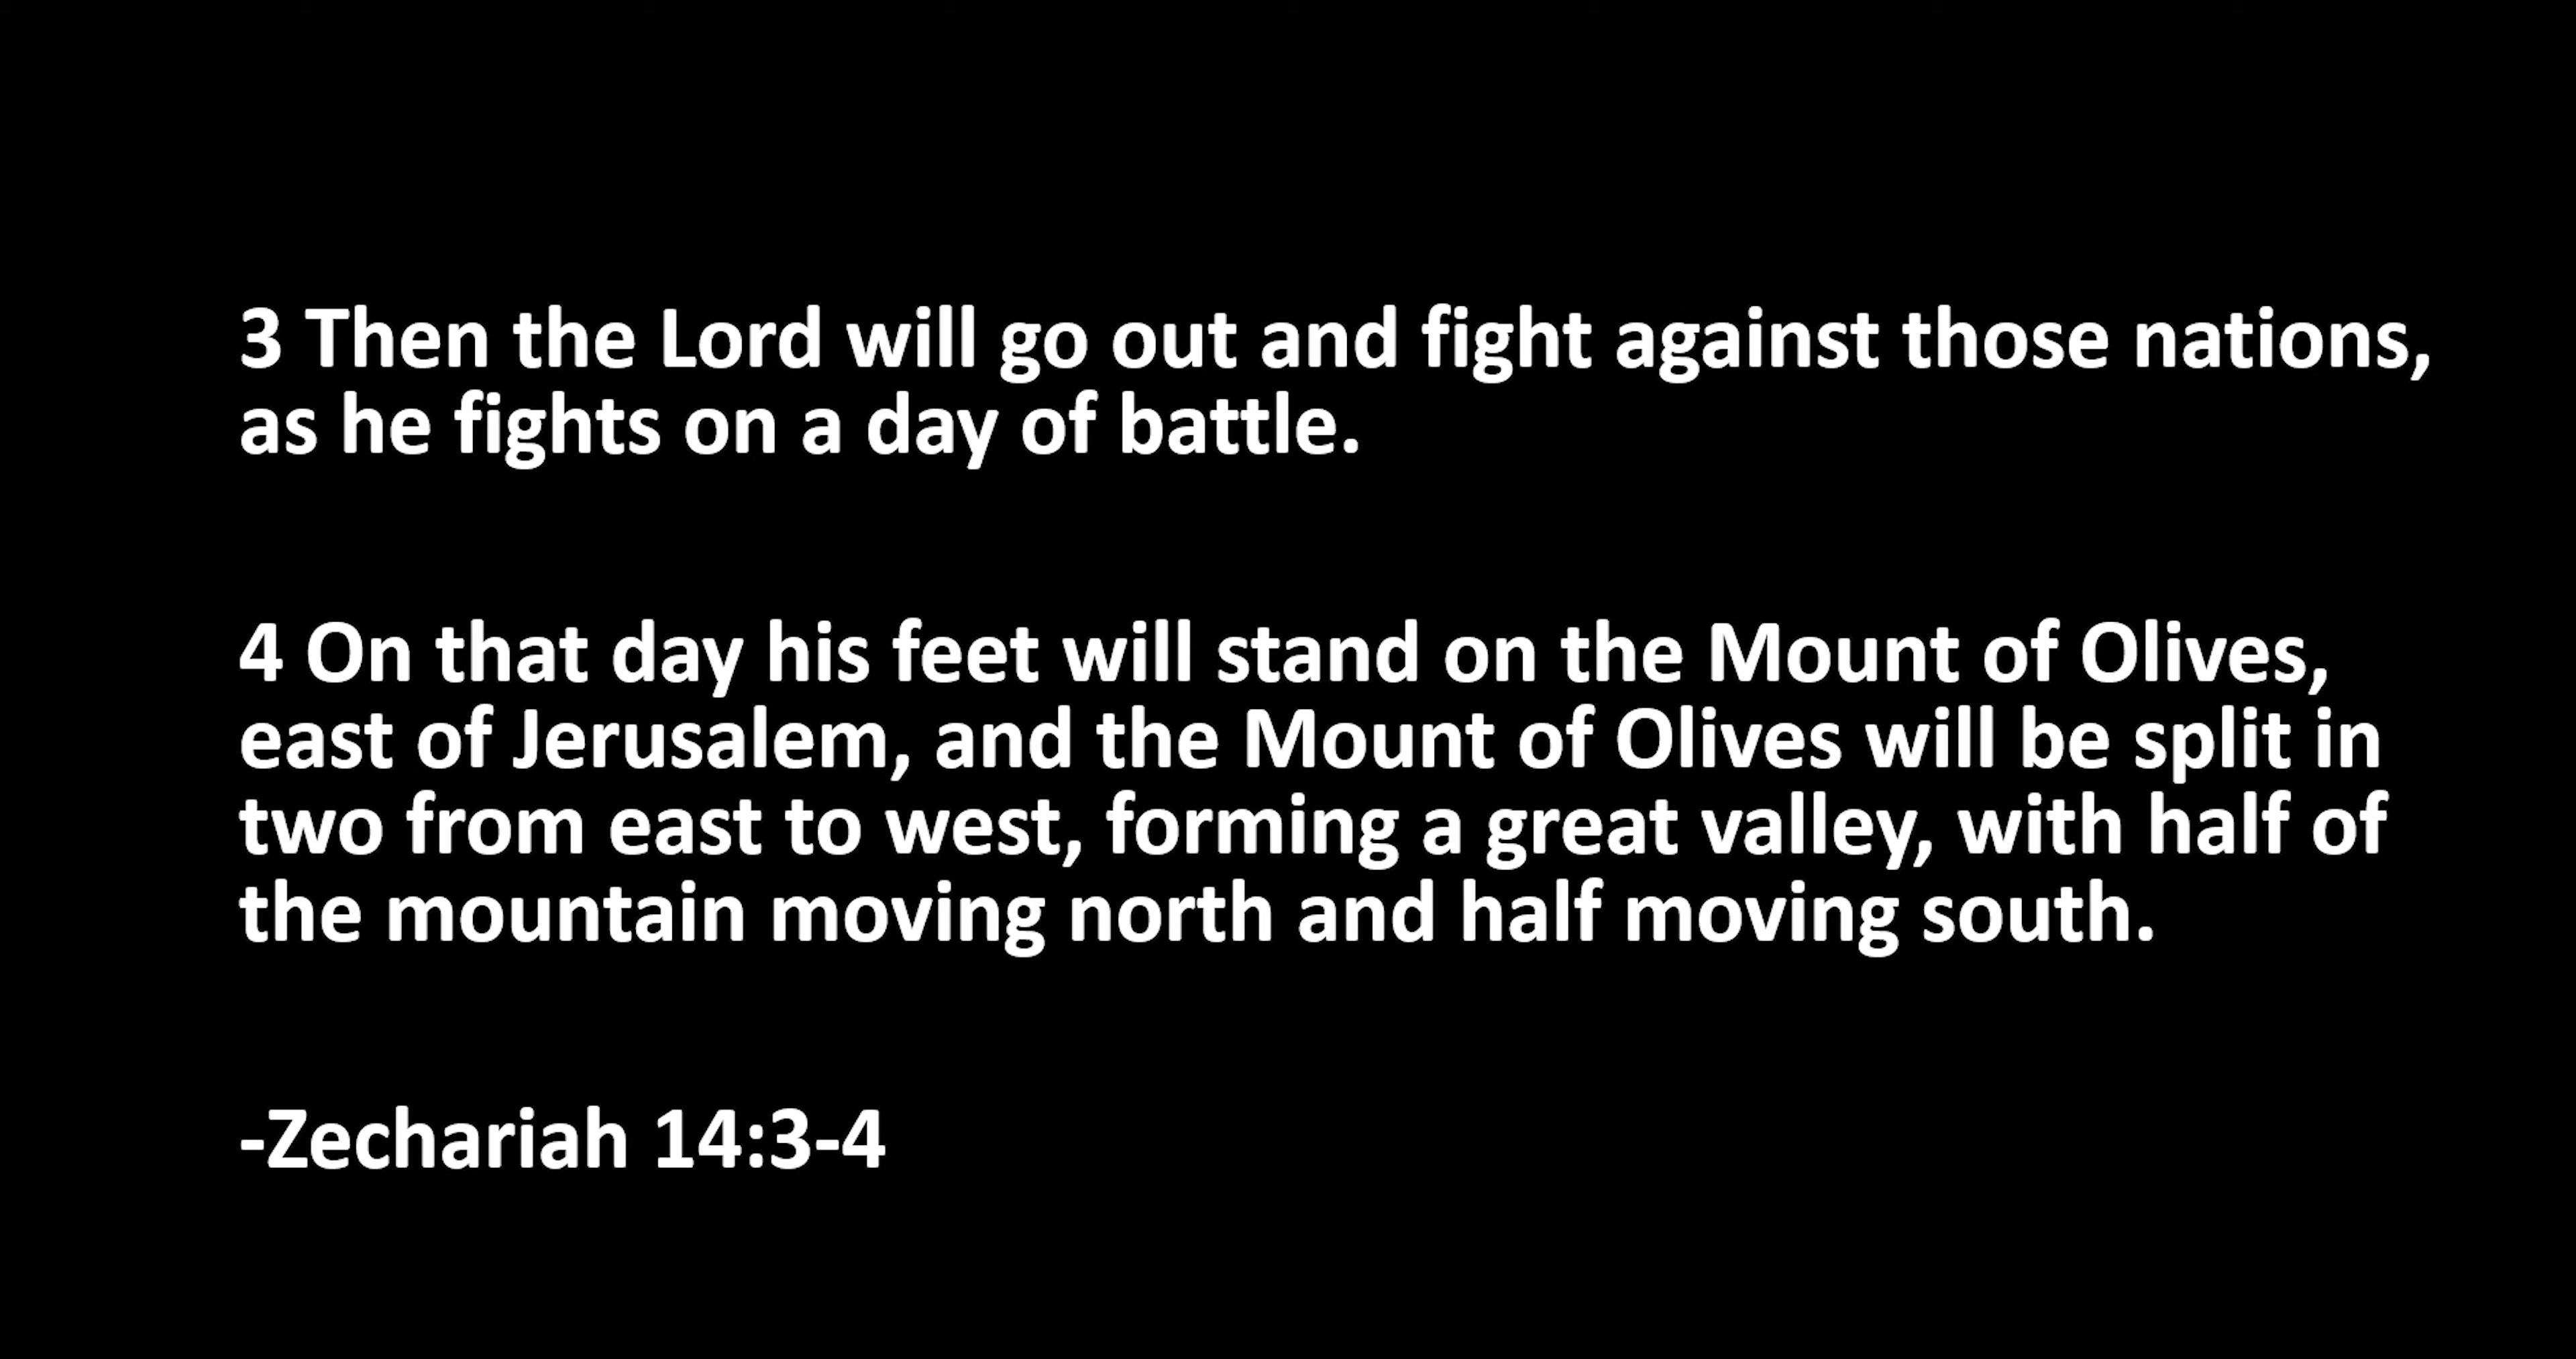 3 Then the Lord will go out and fight against those nations,
as he fights on a day of battle.
4 On that day his feet will stand on the Mount of Olives,
east of Jerusalem, and the Mount of Olives will be split in
two from east to west, forming a great valley, with half of
the mountain moving north and half moving south.
-Zechariah 14:3-4